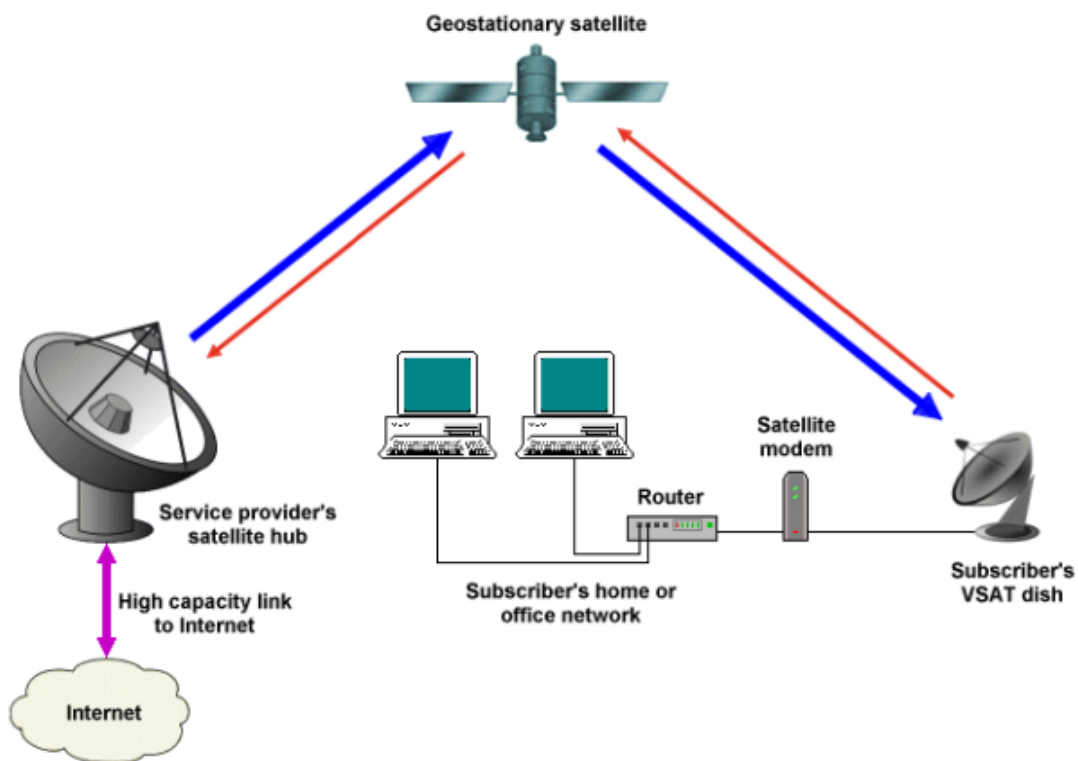 Geostationary satellite
Satellite
modem
Router
Service provider's
satellite hub
Subscriber's home or
office network
Subscriber's
VSAT dish
High capacity link
to Internet
Internet